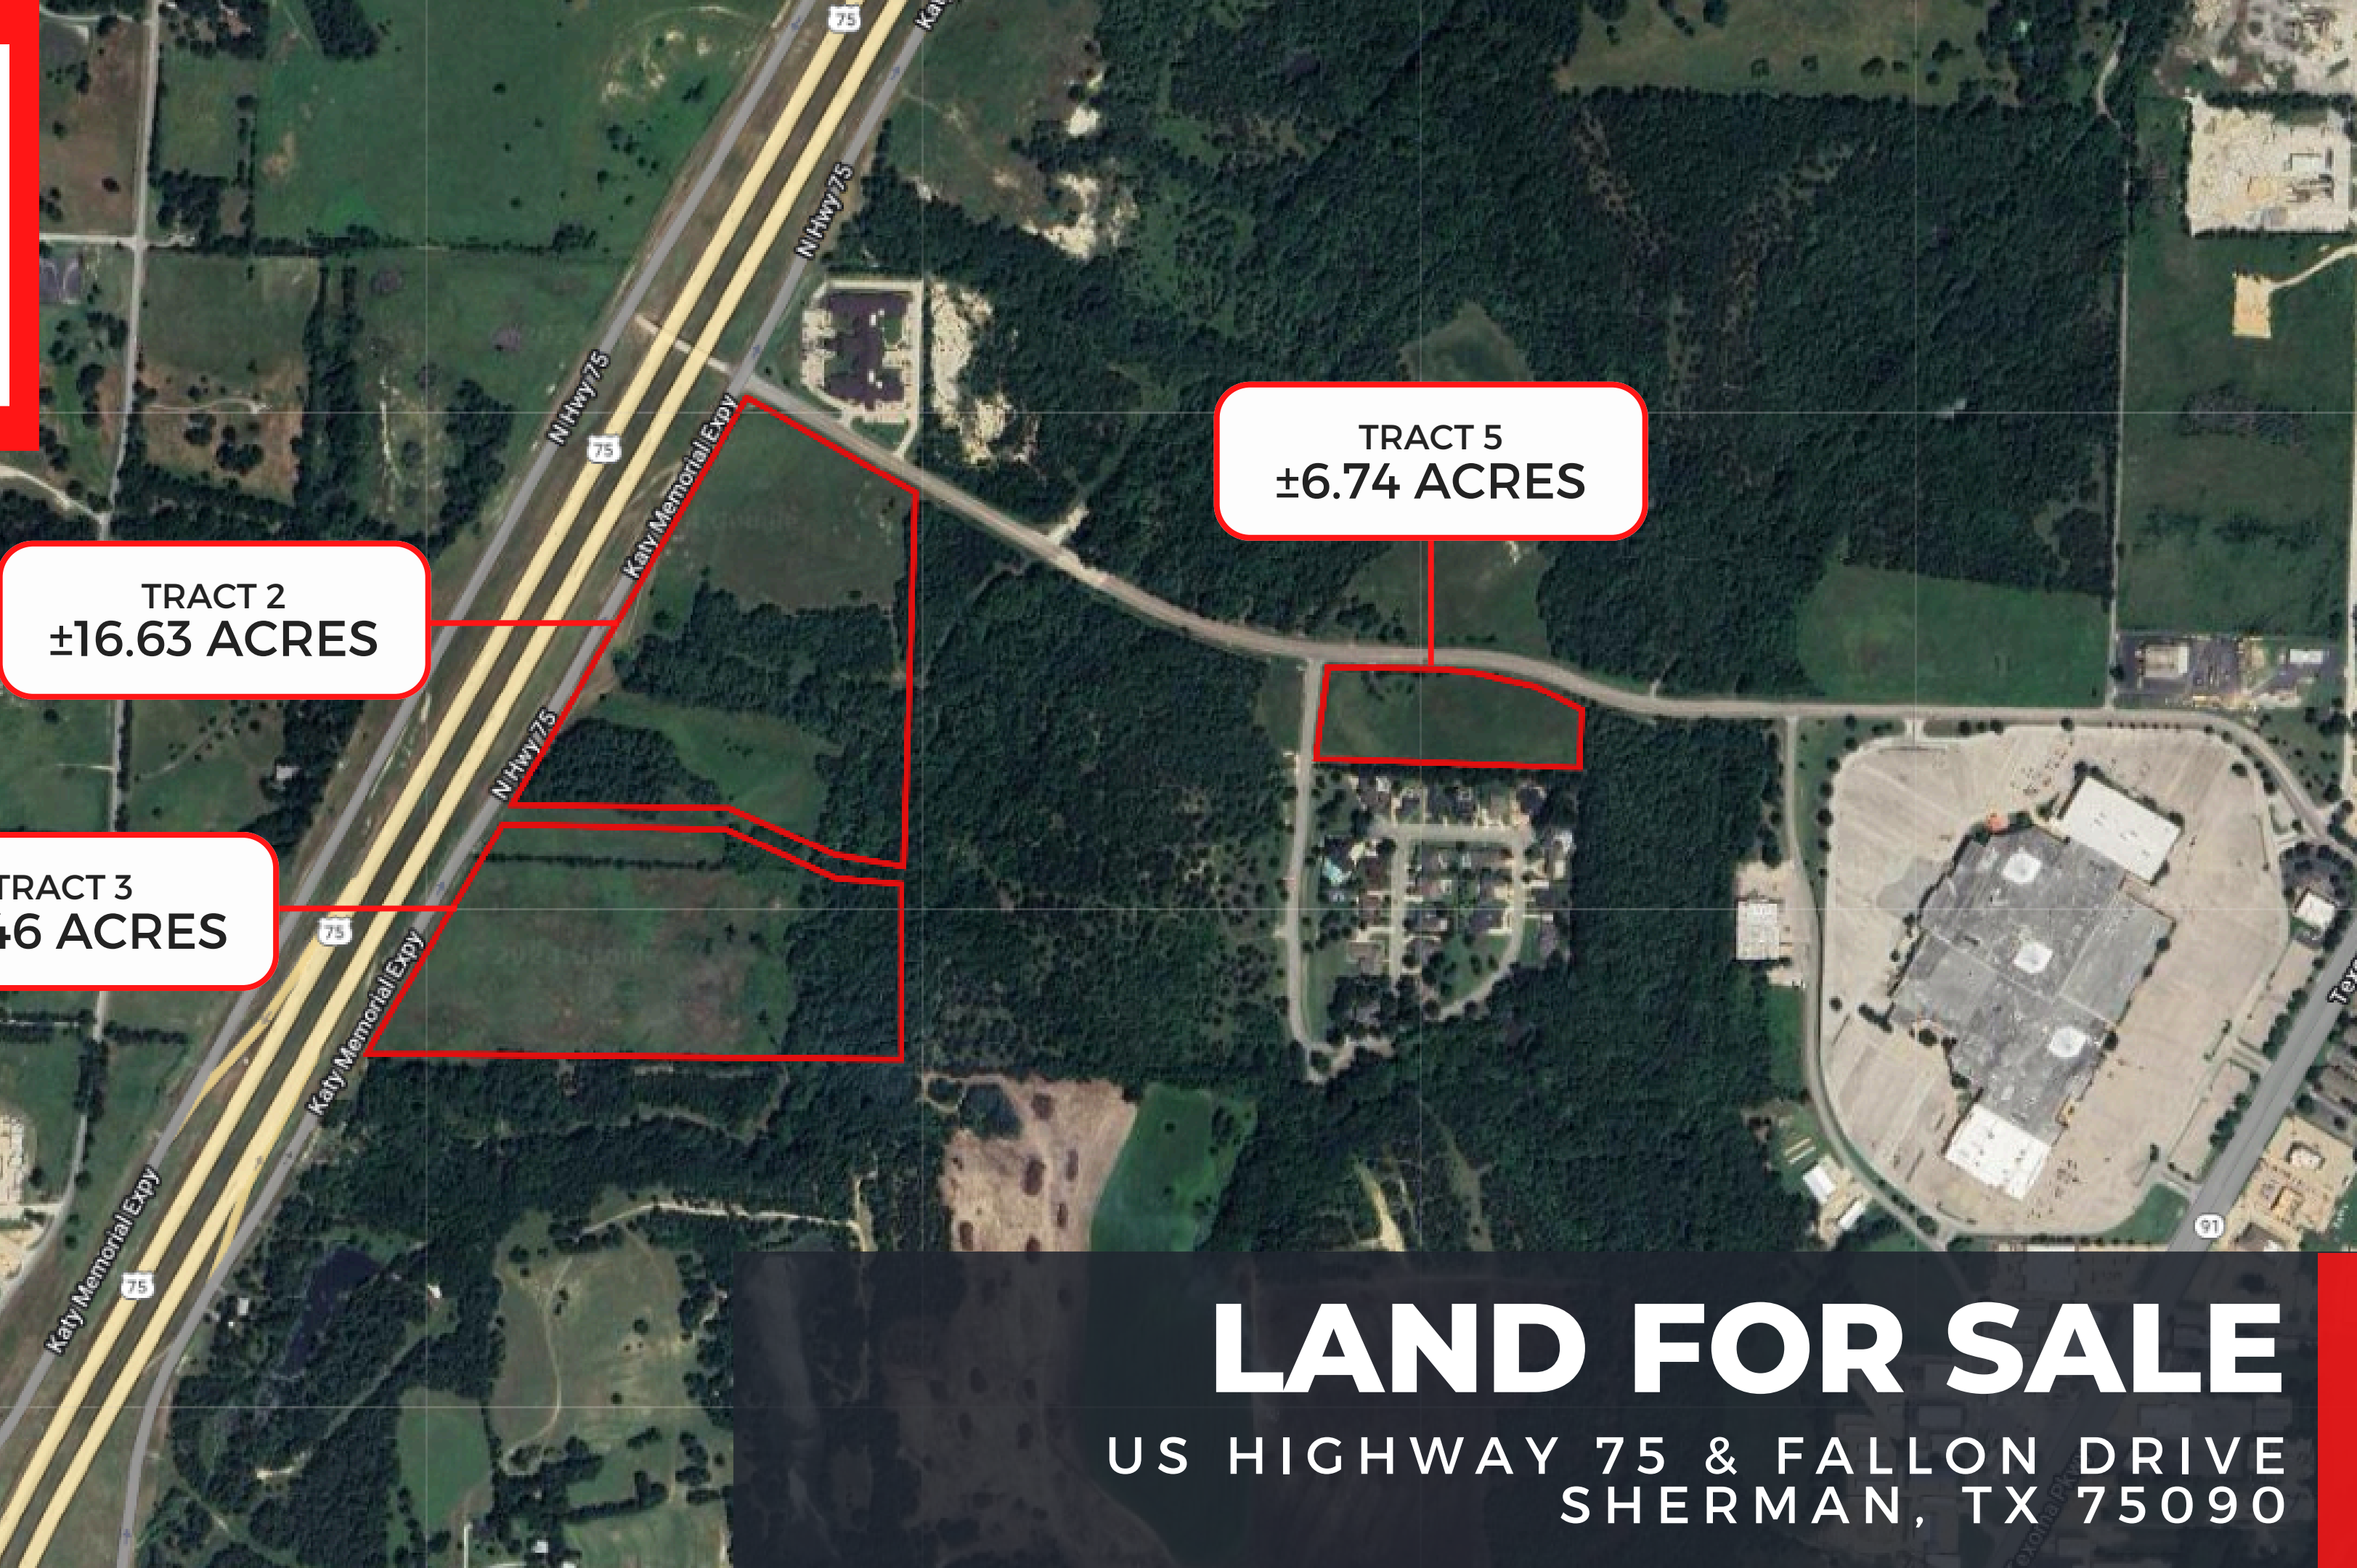 75
N Hwy 75
N Hwy 75
75
Katy Memorial Expy
TRACT 5
±6.74 ACRES
TRACT 2
±16.63 ACRES
N Hwy 75
TRACT 3
46 ACRES
75
Katy Memorial Expy
Katy Memorial Expy
75
91
LAND FOR SALE
US HIGHWAY 75 & FALLON DRIVE
SHERMAN, TX 75090
Texoma Pkwy